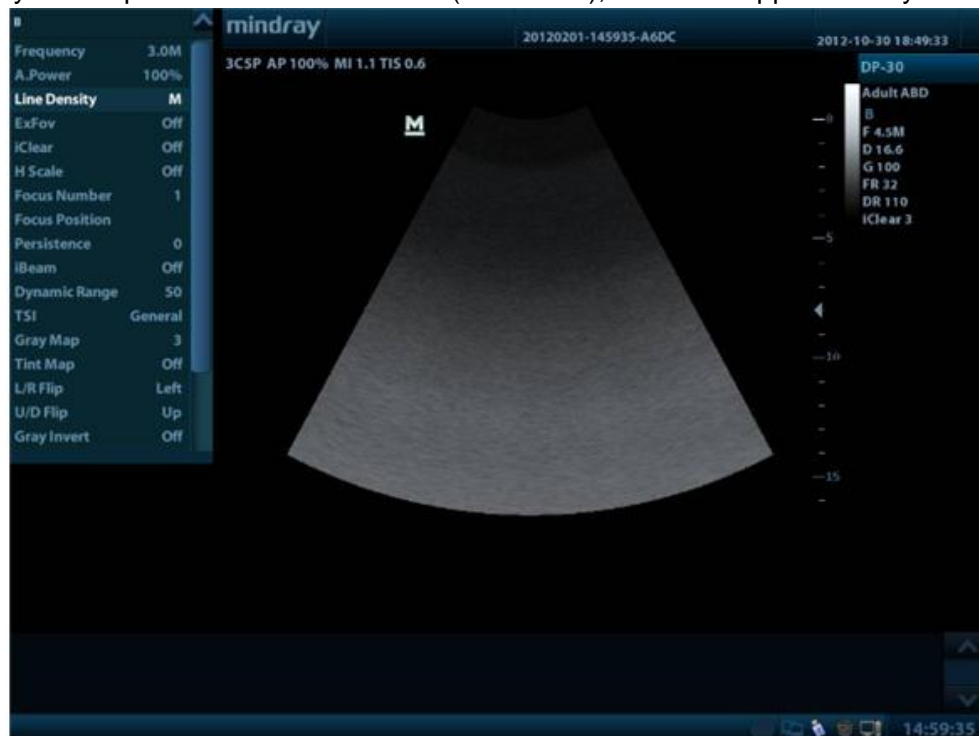 B
Frequency 3.0M
A.Power 100%
Line Density M
ExFov Off
iClear Off
H Scale Off
Focus Number 1
Focus Position
Persistence 0
iBeam Off
Dynamic Range 50
TSI General
Gray Map 3
Tint Map Off
L/R Flip Left
U/D Flip Up
Gray Invert Off
mindray
20120201-145935-A6DC
2012-10-30 18:49:33
3C5P AP 100% MI 1.1 TIS 0.6
M
0
5
10
15
DP-30
Adult ABD
B
F 4.5M
D 16.6
G 100
FR 32
DR 110
iClear 3
14:59:35